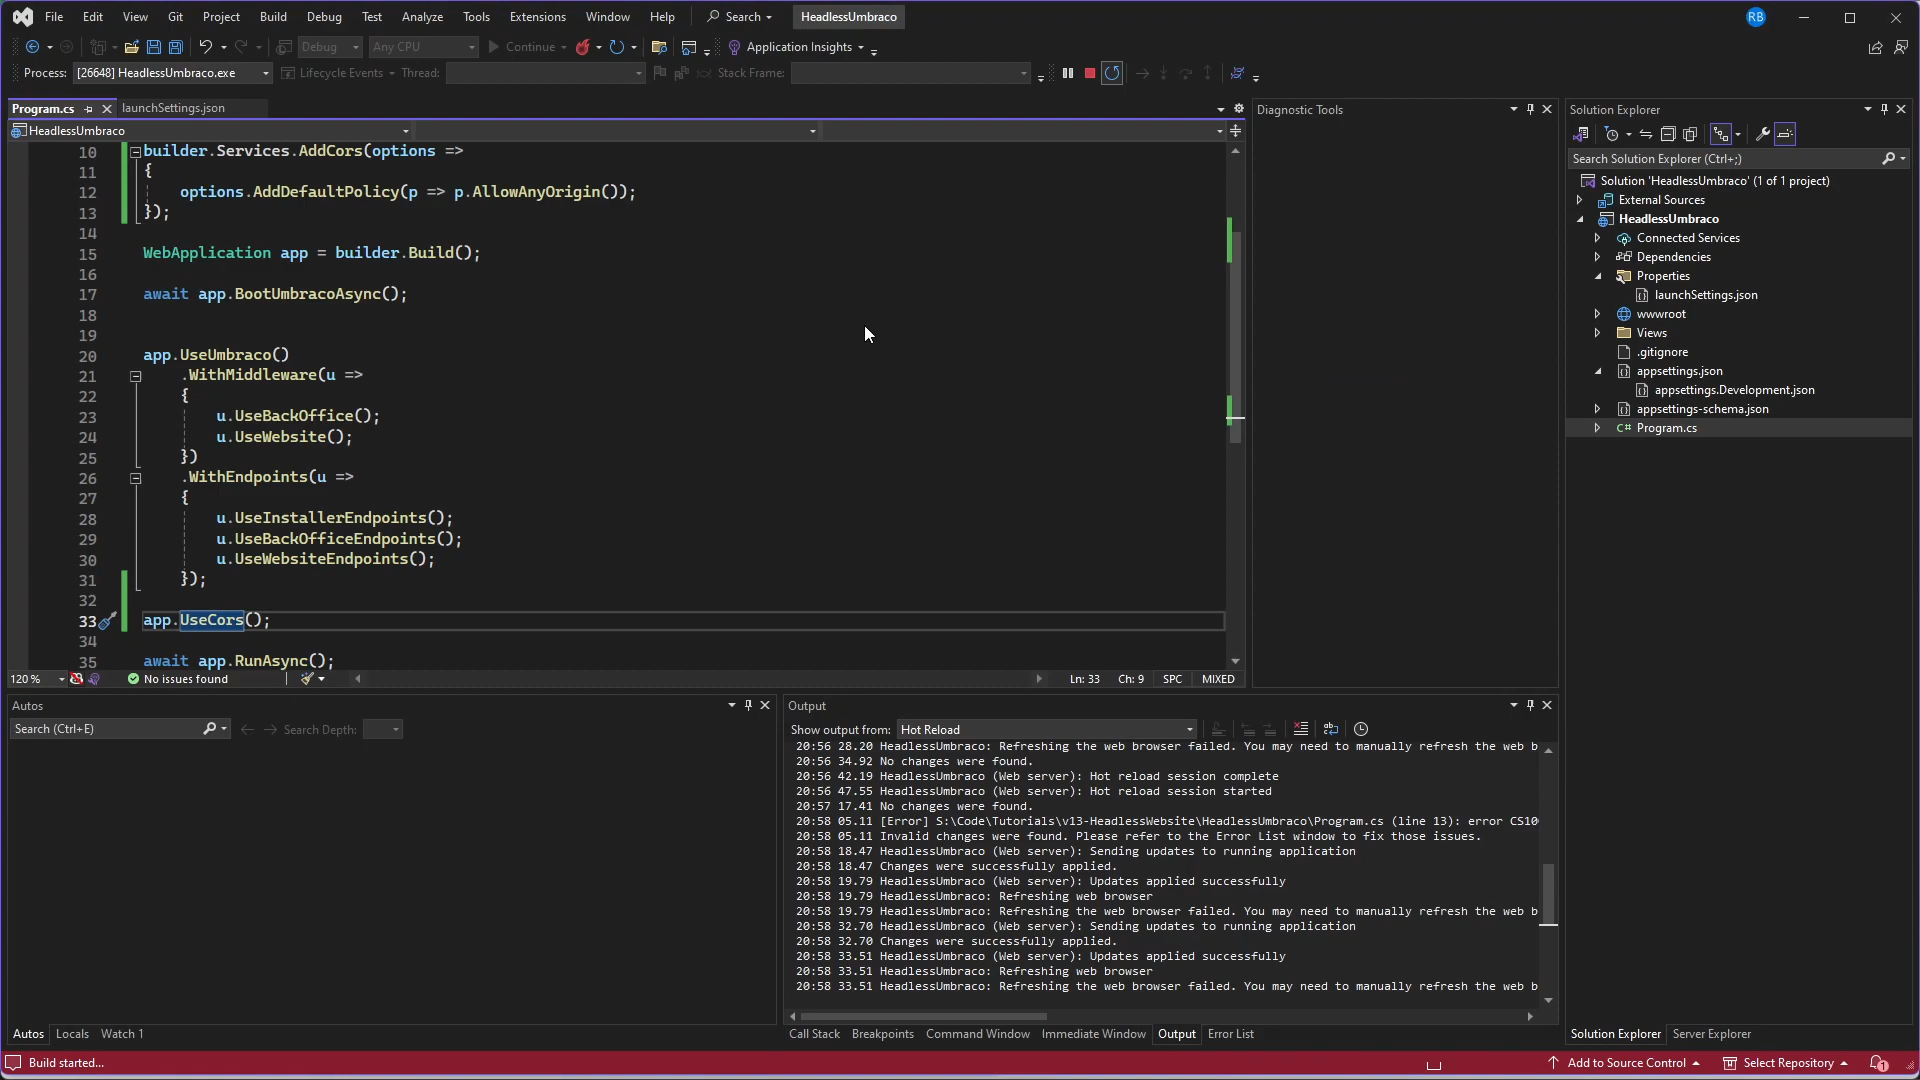 File Edit View Git Project Build Debug Test Analyze Tools Extensions Window Help Search HeadlessUmbraco RB
Debug Any CPU Continue Application Insights
Process: [26648] HeadlessUmbraco.exe Lifecycle Events Thread: Stack Frame:
Program.cs launchSettings.json
HeadlessUmbraco
10 builder.Services.AddCors(options =>
11 {
12 options.AddDefaultPolicy(p => p.AllowAnyOrigin());
13 });
14
15 WebApplication app = builder.Build();
16
17 await app.BootUmbracoAsync();
18
19
20 app.UseUmbraco()
21 .WithMiddleware(u =>
22 {
23 u.UseBackOffice();
24 u.UseWebsite();
25 })
26 .WithEndpoints(u =>
27 {
28 u.UseInstallerEndpoints();
29 u.UseBackOfficeEndpoints();
30 u.UseWebsiteEndpoints();
31 });
32
33 app.UseCors();
34
35 await app.RunAsync();
120 % No issues found Ln: 33 Ch: 9 SPC MIXED
Diagnostic Tools
Solution Explorer
Search Solution Explorer (Ctrl+;)
Solution 'HeadlessUmbraco' (1 of 1 project)
External Sources
HeadlessUmbraco
Connected Services
Dependencies
Properties
launchSettings.json
wwwroot
Views
.gitignore
appsettings.json
appsettings.Development.json
appsettings-schema.json
C# Program.cs
Autos
Search (Ctrl+E) Search Depth:
Autos Locals Watch 1
Output
Show output from: Hot Reload
20:56 28.20 HeadlessUmbraco: Refreshing the web browser failed. You may need to manually refresh the web b
20:56 34.92 No changes were found.
20:56 42.19 HeadlessUmbraco (Web server): Hot reload session complete
20:56 47.55 HeadlessUmbraco (Web server): Hot reload session started
20:57 17.41 No changes were found.
20:58 05.11 [Error] S:\Code\Tutorials\v13-HeadlessWebsite\HeadlessUmbraco\Program.cs (line 13): error CS10
20:58 05.11 Invalid changes were found. Please refer to the Error List window to fix those issues.
20:58 18.47 HeadlessUmbraco (Web server): Sending updates to running application
20:58 18.47 Changes were successfully applied.
20:58 19.79 HeadlessUmbraco (Web server): Updates applied successfully
20:58 19.79 HeadlessUmbraco: Refreshing web browser
20:58 19.79 HeadlessUmbraco: Refreshing the web browser failed. You may need to manually refresh the web b
20:58 32.70 HeadlessUmbraco (Web server): Sending updates to running application
20:58 32.70 Changes were successfully applied.
20:58 33.51 HeadlessUmbraco (Web server): Updates applied successfully
20:58 33.51 HeadlessUmbraco: Refreshing web browser
20:58 33.51 HeadlessUmbraco: Refreshing the web browser failed. You may need to manually refresh the web b
Call Stack Breakpoints Command Window Immediate Window Output Error List
Solution Explorer Server Explorer
Build started... Add to Source Control Select Repository 1